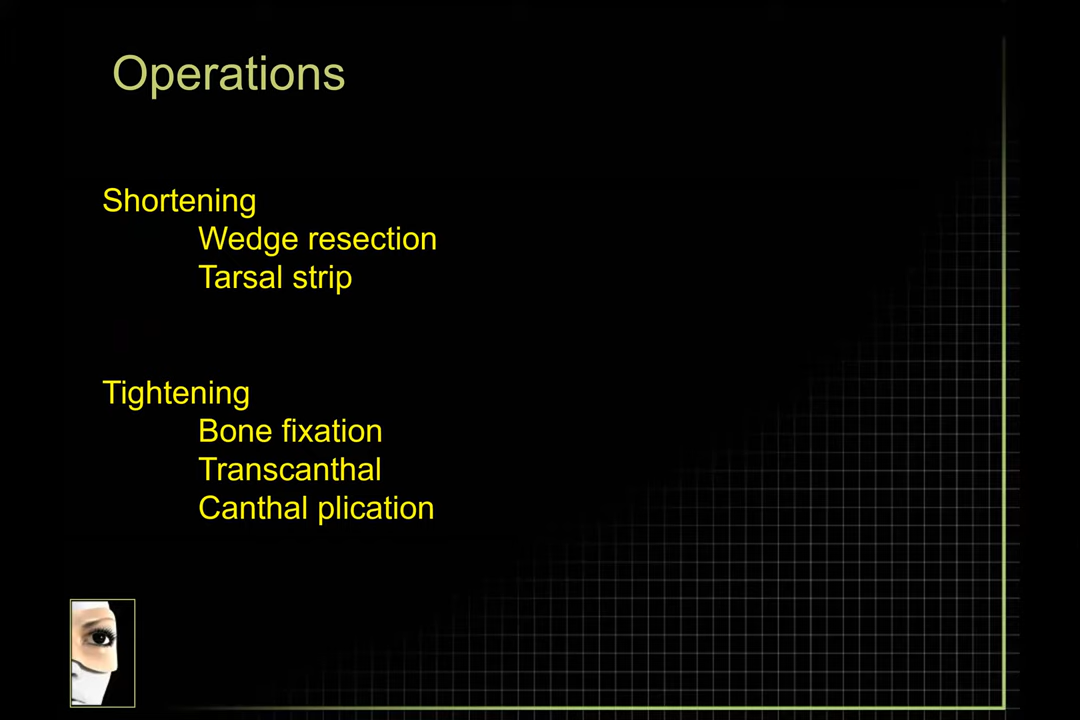 Operations
Shortening
Wedge resection
Tarsal strip
Tightening
Bone fixation
Transcanthal
Canthal plication